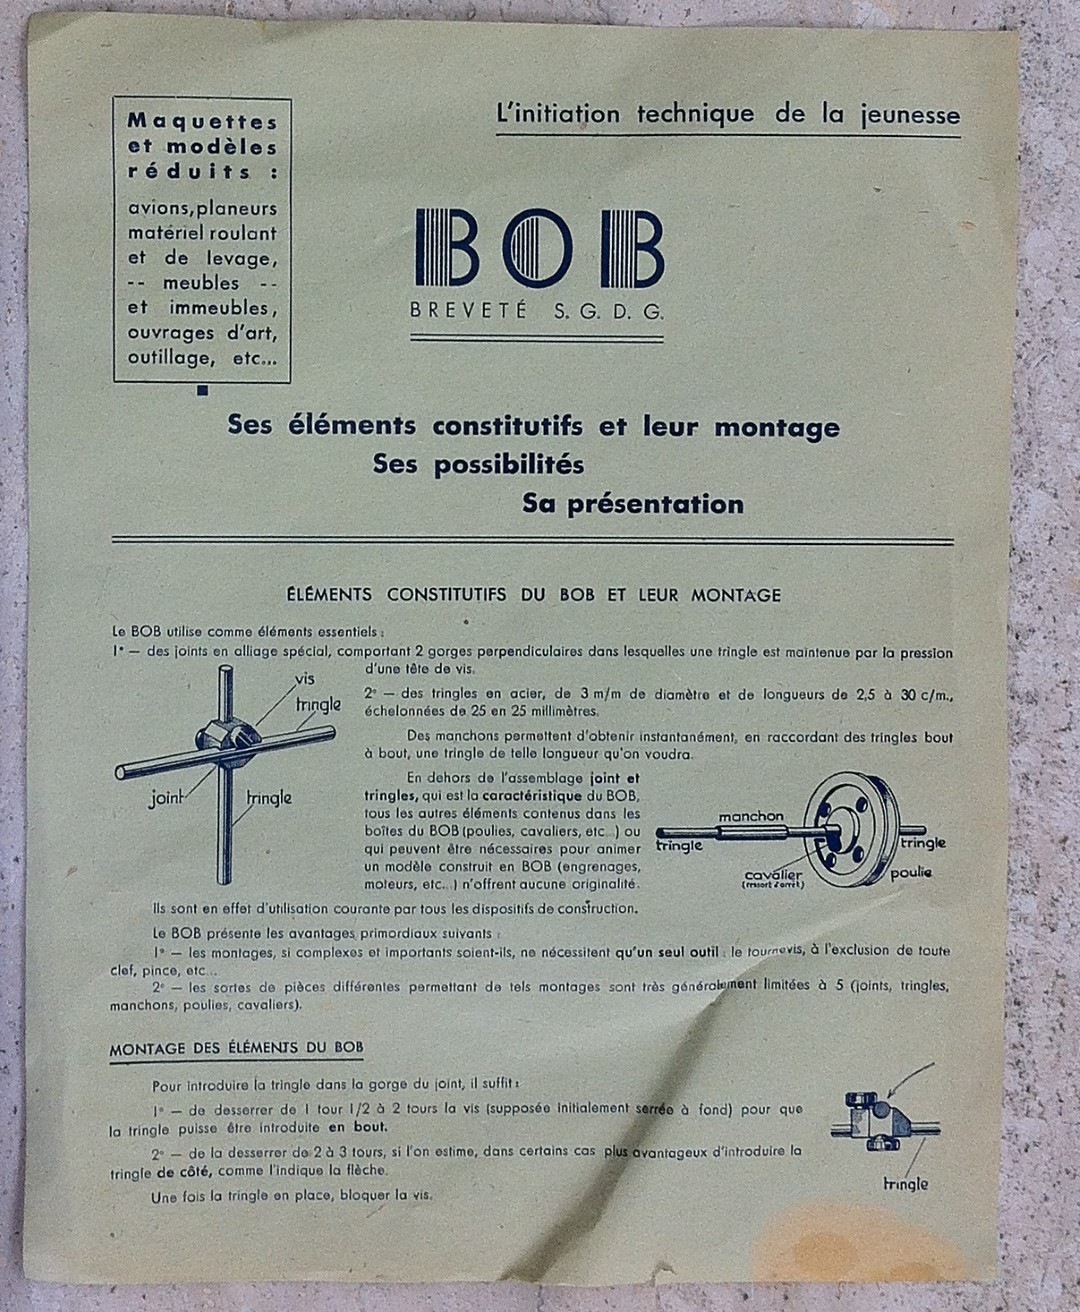 Maquettes
et modèles
réduits :
avions, planeurs
matériel roulant
et de levage,
-- meubles --
et immeubles,
ouvrages d'art,
outillage, etc...
L'initiation technique de la jeunesse
BOB
BREVETÉ S. G. D. G.
Ses éléments constitutifs et leur montage
Ses possibilités
Sa présentation
ÉLÉMENTS CONSTITUTIFS DU BOB ET LEUR MONTAGE
Le BOB utilise comme éléments essentiels :
1° — des joints en alliage spécial, comportant 2 gorges perpendiculaires dans lesquelles une tringle est maintenue par la pression
d'une tête de vis.
vis
tringle
joint
tringle
2° — des tringles en acier, de 3 m/m de diamètre et de longueurs de 2,5 à 30 c/m.,
échelonnées de 25 en 25 millimètres.
Des manchons permettent d'obtenir instantanément, en raccordant des tringles bout
à bout, une tringle de telle longueur qu'on voudra.
En dehors de l'assemblage joint et
tringles, qui est la caractéristique du BOB,
tous les autres éléments contenus dans les
boîtes du BOB (poulies, cavaliers, etc...) ou
qui peuvent être nécessaires pour animer
un modèle construit en BOB (engrenages,
moteurs, etc...) n'offrent aucune originalité.
manchon
tringle
cavalier
(ressort d'arrêt)
tringle
poulie
Ils sont en effet d'utilisation courante par tous les dispositifs de construction.
Le BOB présente les avantages primordiaux suivants :
1° — les montages, si complexes et importants soient-ils, ne nécessitent qu'un seul outil : le tournevis, à l'exclusion de toute
clef, pince, etc...
2° — les sortes de pièces différentes permettant de tels montages sont très généralement limitées à 5 (joints, tringles,
manchons, poulies, cavaliers).
MONTAGE DES ÉLÉMENTS DU BOB
Pour introduire la tringle dans la gorge du joint, il suffit :
1° — de desserrer de 1 tour 1/2 à 2 tours la vis (supposée initialement serrée à fond) pour que
la tringle puisse être introduite en bout.
2° — de la desserrer de 2 à 3 tours, si l'on estime, dans certains cas plus avantageux d'introduire la
tringle de côté, comme l'indique la flèche.
Une fois la tringle en place, bloquer la vis.
tringle